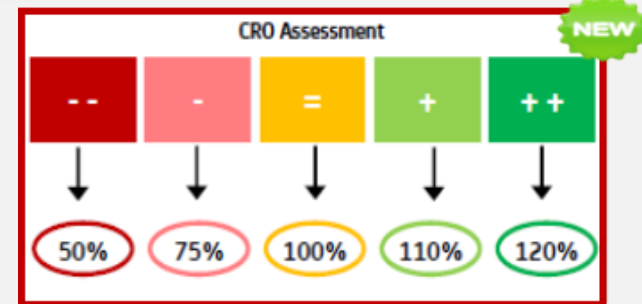 CRO Assessment
NEW
- - - = + + +
50% 75% 100% 110% 120%